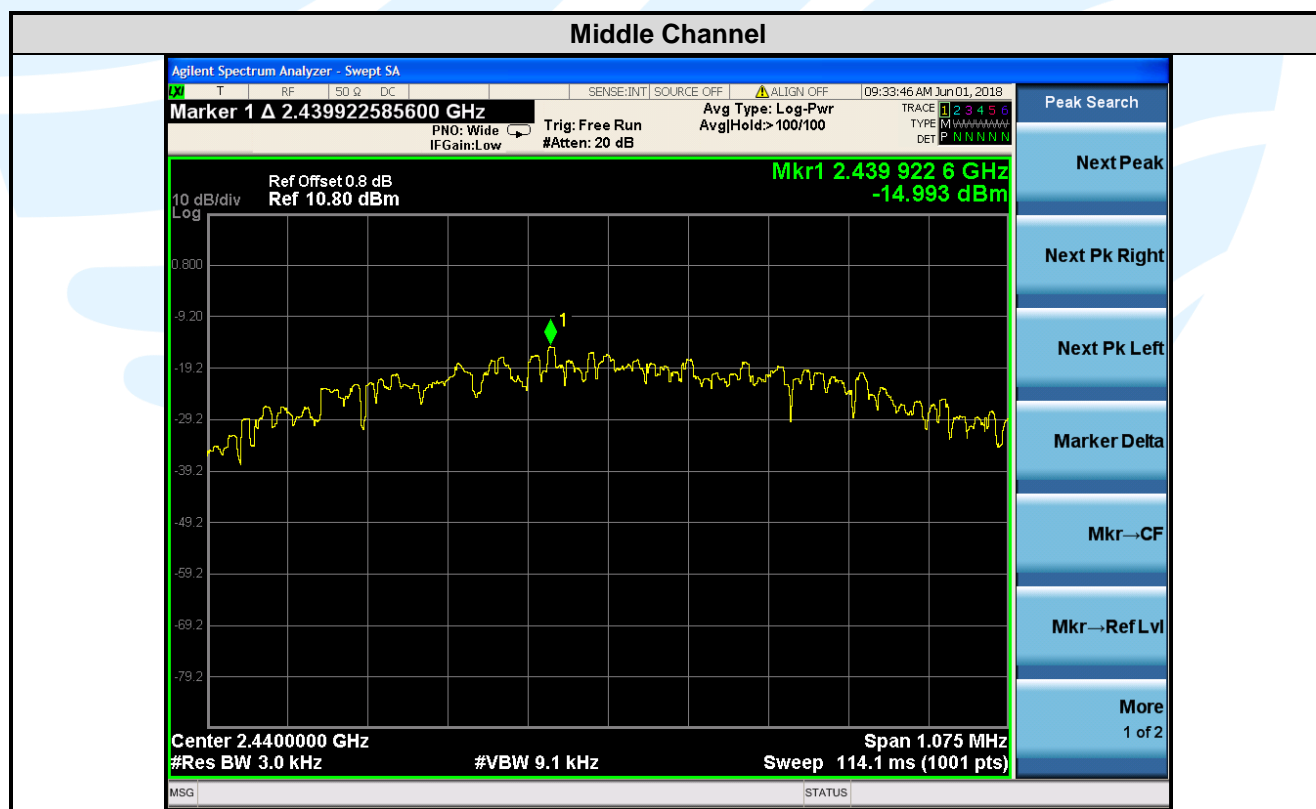 Middle Channel
Agilent Spectrum Analyzer - Swept SA
LXI T RF 50 Ω DC SENSE:INT SOURCE OFF ⚠ ALIGN OFF 09:33:46 AM Jun 01, 2018
Marker 1 Δ 2.439922585600 GHz
PNO: Wide
IFGain:Low
Trig: Free Run
#Atten: 20 dB
Avg Type: Log-Pwr
Avg|Hold:>100/100
TRACE 1 2 3 4 5 6
TYPE M
DET P N N N N N
Peak Search
Mkr1 2.439 922 6 GHz
-14.993 dBm
Ref Offset 0.8 dB
10 dB/div Ref 10.80 dBm
Log
0.800
-9.20
1
-19.2
-29.2
-39.2
-49.2
-59.2
-69.2
-79.2
Center 2.4400000 GHz Span 1.075 MHz
#Res BW 3.0 kHz #VBW 9.1 kHz Sweep 114.1 ms (1001 pts)
MSG STATUS
Next Peak
Next Pk Right
Next Pk Left
Marker Delta
Mkr→CF
Mkr→Ref Lvl
More
1 of 2